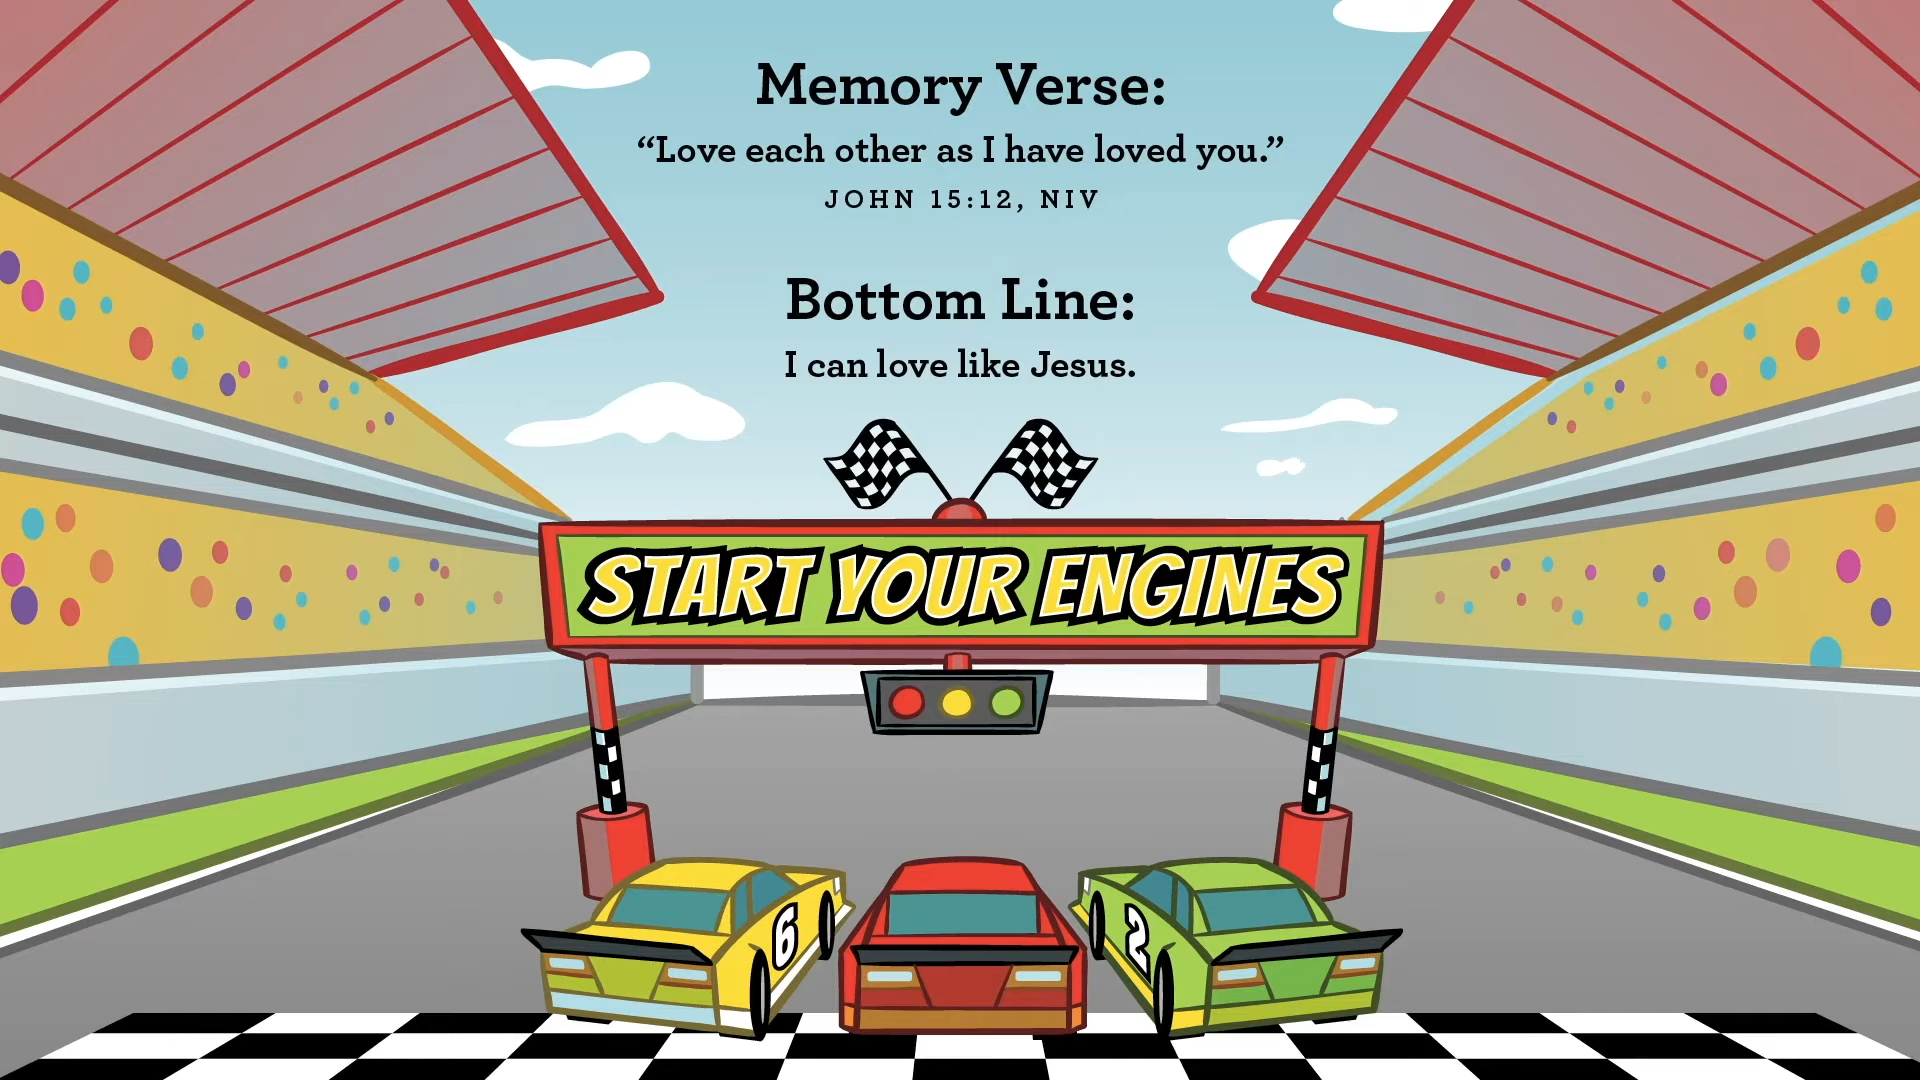 Memory Verse:
“Love each other as I have loved you.”
JOHN 15:12, NIV
Bottom Line:
I can love like Jesus.
START YOUR ENGINES
6
2